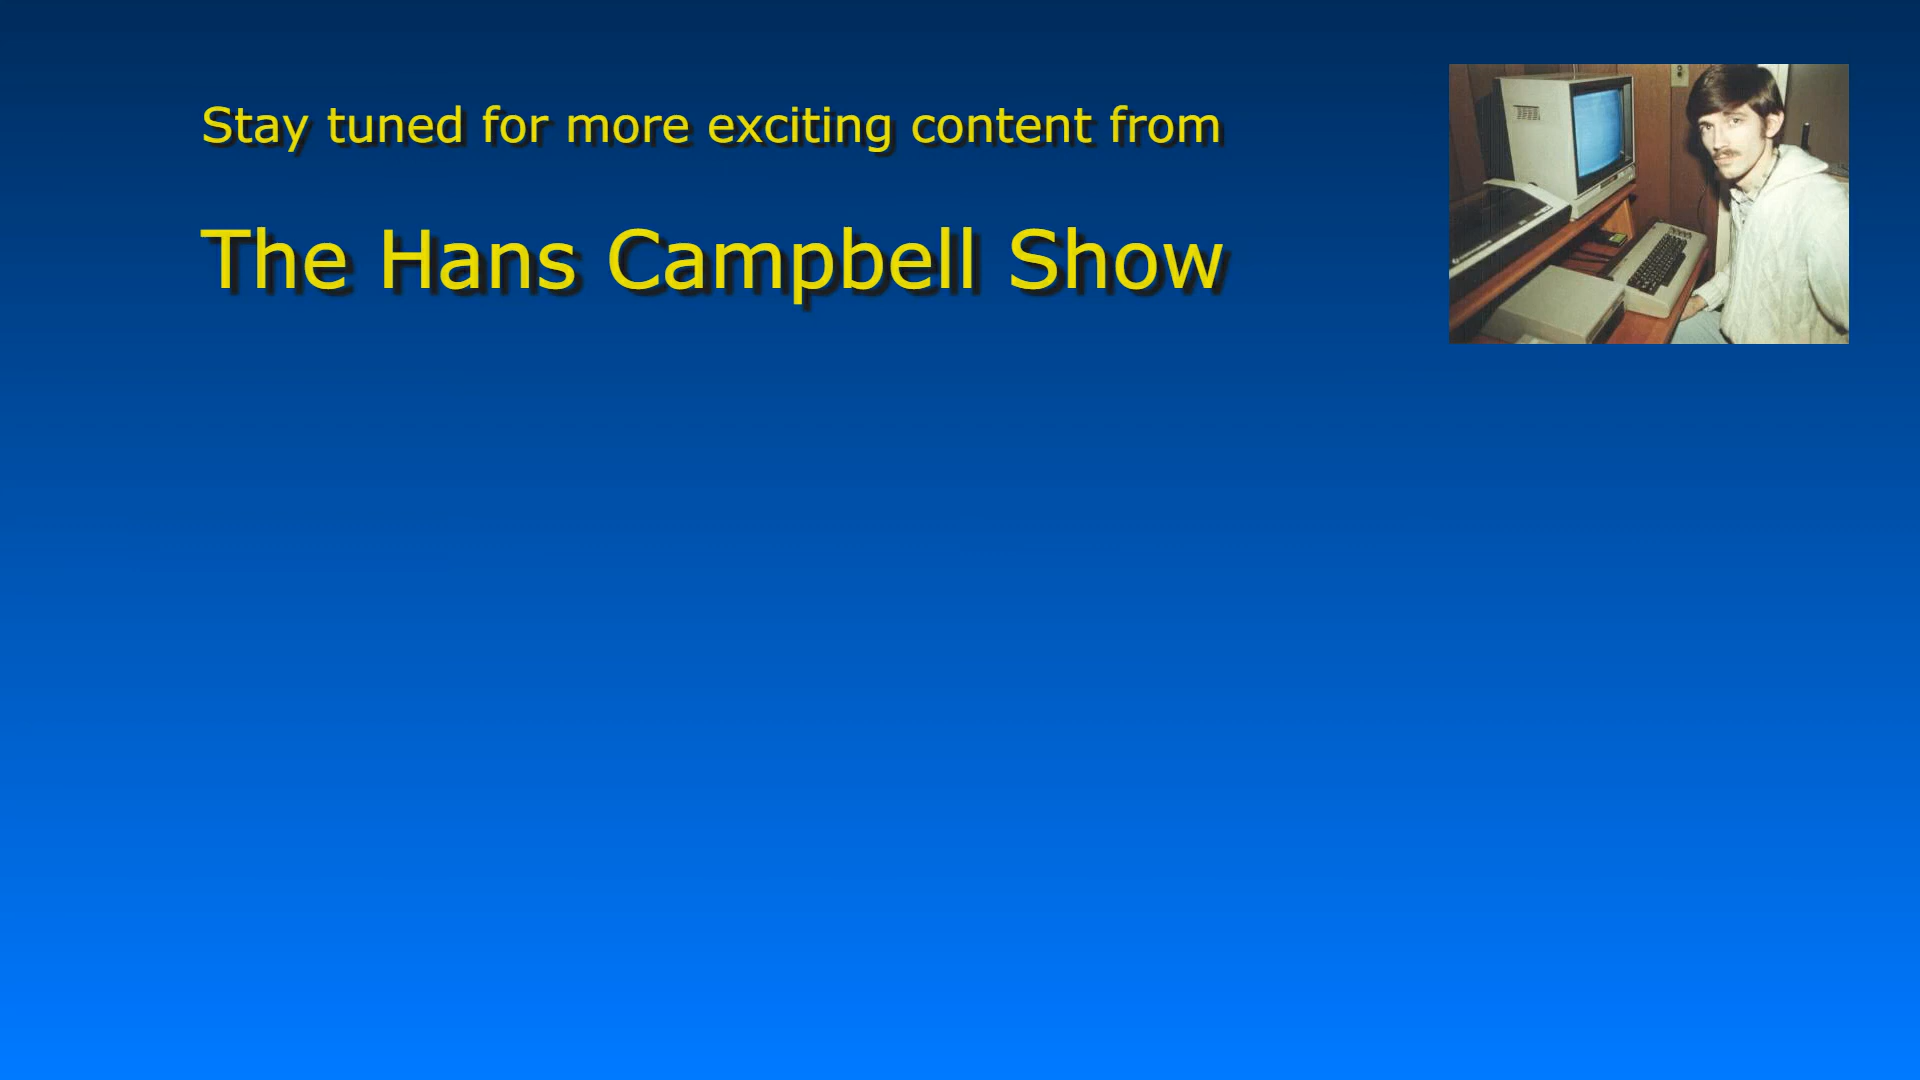 Stay tuned for more exciting content from
The Hans Campbell Show